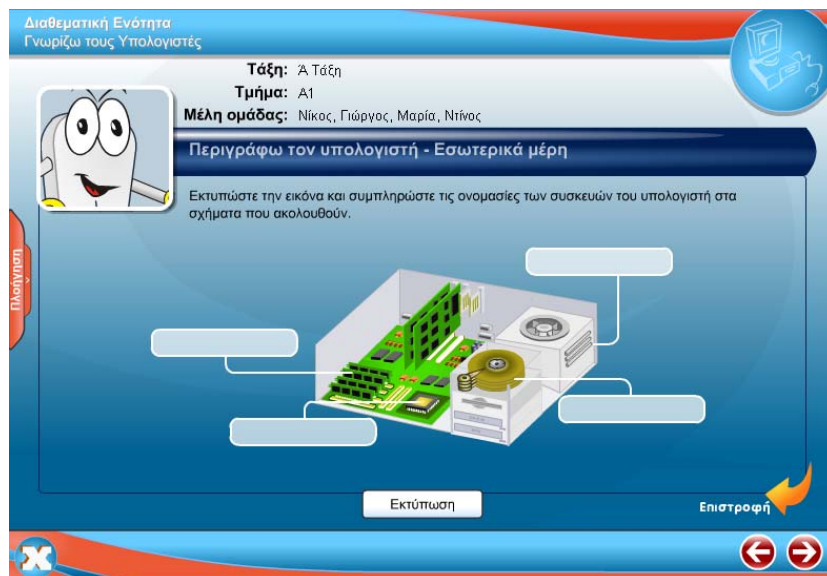 Διαθεματική Ενότητα
Γνωρίζω τους Υπολογιστές
Τάξη: Ά Τάξη
Τμήμα: Α1
Μέλη ομάδας: Νίκος, Γιώργος, Μαρία, Ντίνος
Περιγράφω τον υπολογιστή - Εσωτερικά μέρη
Εκτυπώστε την εικόνα και συμπληρώστε τις ονομασίες των συσκευών του υπολογιστή στα
σχήματα που ακολουθούν.
Πλοήγηση
Εκτύπωση
Επιστροφή